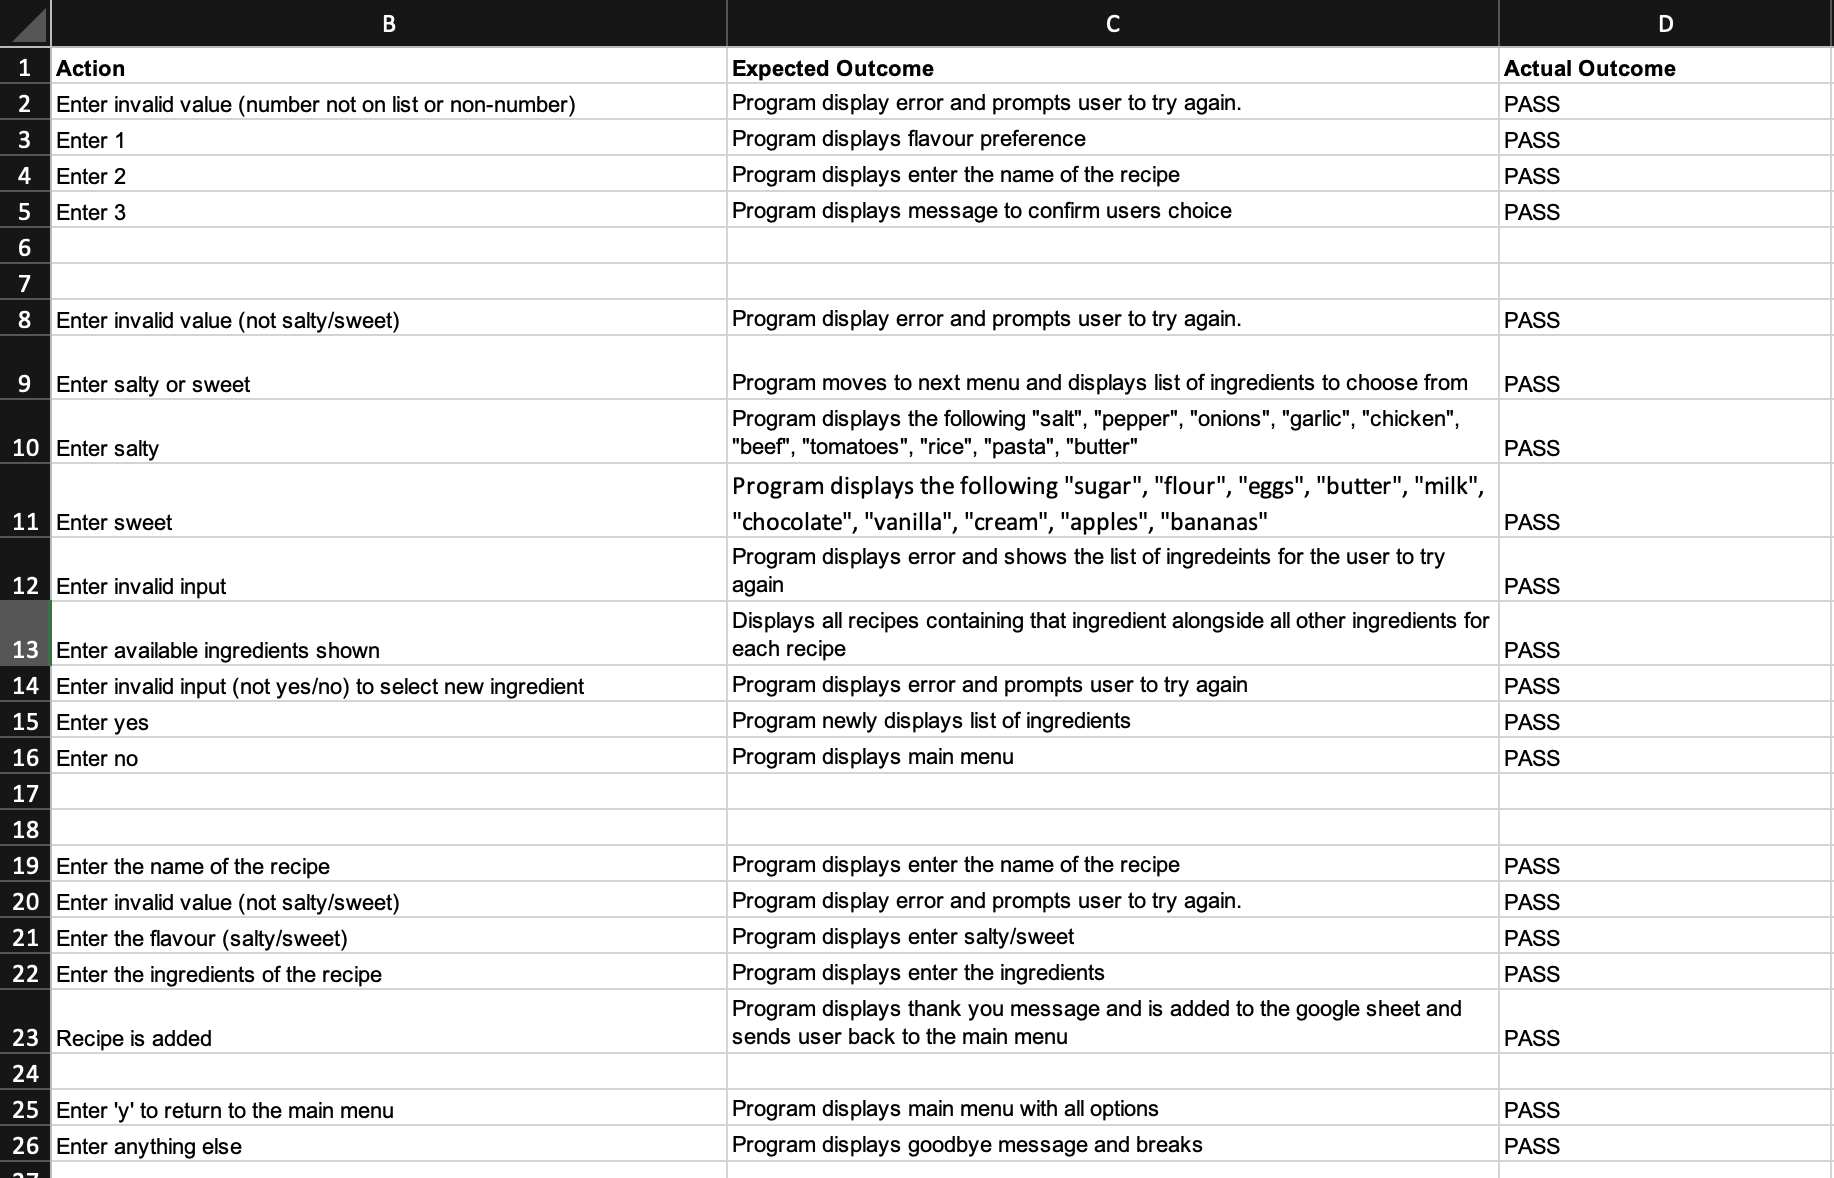 B C D
1 Action Expected Outcome Actual Outcome
2 Enter invalid value (number not on list or non-number) Program display error and prompts user to try again. PASS
3 Enter 1 Program displays flavour preference PASS
4 Enter 2 Program displays enter the name of the recipe PASS
5 Enter 3 Program displays message to confirm users choice PASS
6
7
8 Enter invalid value (not salty/sweet) Program display error and prompts user to try again. PASS
9 Enter salty or sweet Program moves to next menu and displays list of ingredients to choose from PASS
Program displays the following "salt", "pepper", "onions", "garlic", "chicken",
10 Enter salty "beef", "tomatoes", "rice", "pasta", "butter" PASS
Program displays the following "sugar", "flour", "eggs", "butter", "milk",
11 Enter sweet "chocolate", "vanilla", "cream", "apples", "bananas" PASS
Program displays error and shows the list of ingredeints for the user to try
12 Enter invalid input again PASS
Displays all recipes containing that ingredient alongside all other ingredients for
13 Enter available ingredients shown each recipe PASS
14 Enter invalid input (not yes/no) to select new ingredient Program displays error and prompts user to try again PASS
15 Enter yes Program newly displays list of ingredients PASS
16 Enter no Program displays main menu PASS
17
18
19 Enter the name of the recipe Program displays enter the name of the recipe PASS
20 Enter invalid value (not salty/sweet) Program display error and prompts user to try again. PASS
21 Enter the flavour (salty/sweet) Program displays enter salty/sweet PASS
22 Enter the ingredients of the recipe Program displays enter the ingredients PASS
Program displays thank you message and is added to the google sheet and
23 Recipe is added sends user back to the main menu PASS
24
25 Enter 'y' to return to the main menu Program displays main menu with all options PASS
26 Enter anything else Program displays goodbye message and breaks PASS